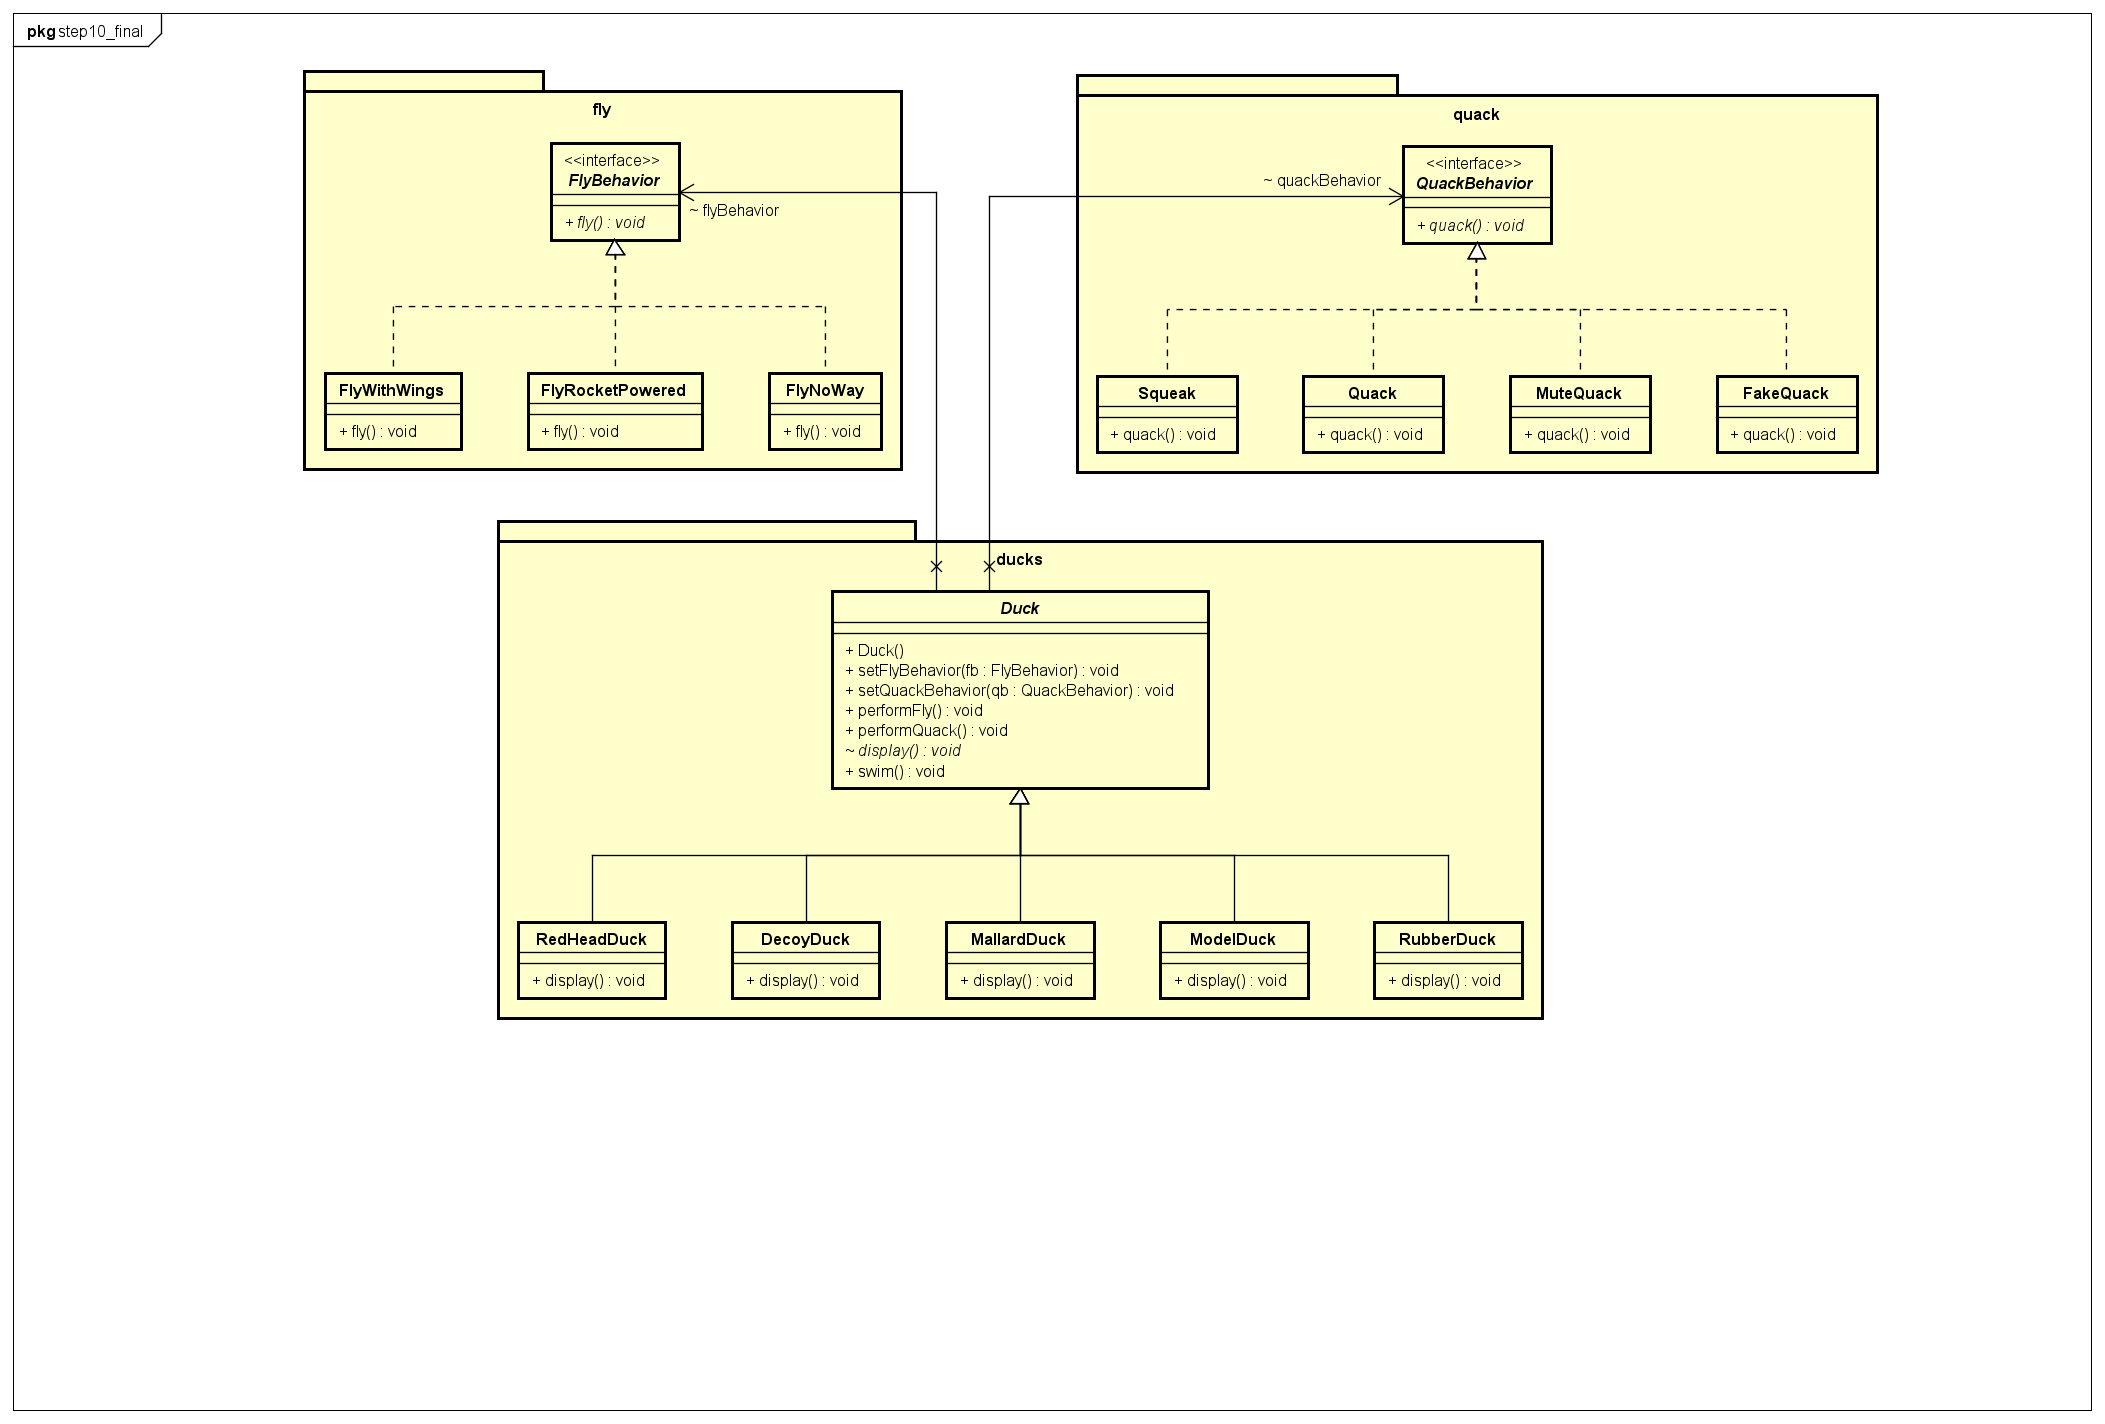 pkg step10_final
fly
<<interface>>
FlyBehavior
+ fly() : void
~ flyBehavior
FlyWithWings
+ fly() : void
FlyRocketPowered
+ fly() : void
FlyNoWay
+ fly() : void
quack
<<interface>>
QuackBehavior
+ quack() : void
~ quackBehavior
Squeak
+ quack() : void
Quack
+ quack() : void
MuteQuack
+ quack() : void
FakeQuack
+ quack() : void
ducks
Duck
+ Duck()
+ setFlyBehavior(fb : FlyBehavior) : void
+ setQuackBehavior(qb : QuackBehavior) : void
+ performFly() : void
+ performQuack() : void
~ display() : void
+ swim() : void
RedHeadDuck
+ display() : void
DecoyDuck
+ display() : void
MallardDuck
+ display() : void
ModelDuck
+ display() : void
RubberDuck
+ display() : void